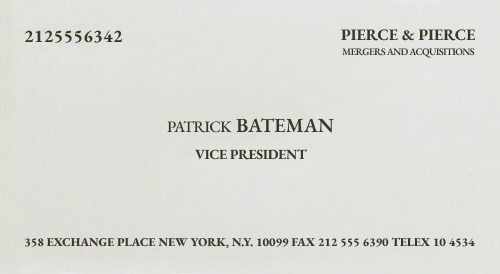 2125556342
PIERCE & PIERCE
MERGERS AND ACQUISITIONS
PATRICK BATEMAN
VICE PRESIDENT
358 EXCHANGE PLACE NEW YORK, N.Y. 10099 FAX 212 555 6390 TELEX 10 4534